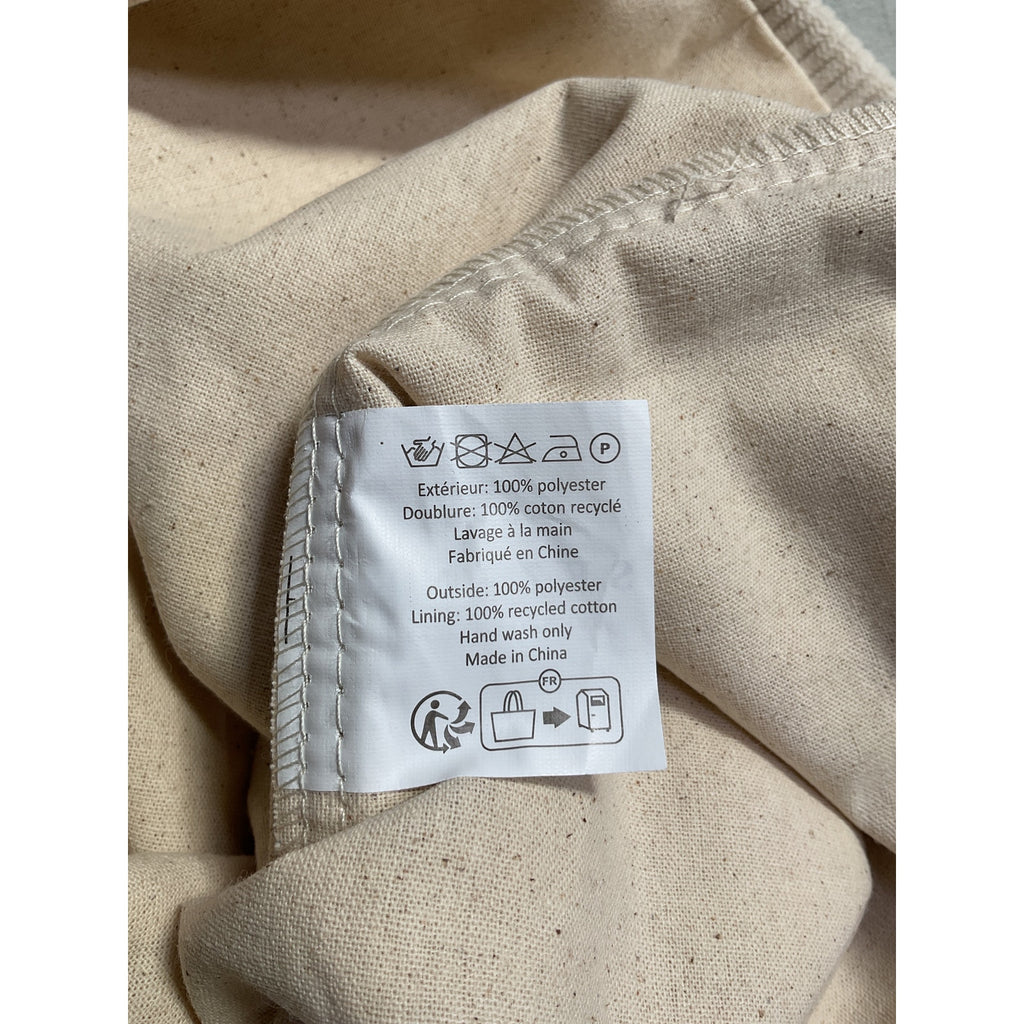 P
Extérieur: 100% polyester
Doublure: 100% coton recyclé
Lavage à la main
Fabriqué en Chine
Outside: 100% polyester
Lining: 100% recycled cotton
Hand wash only
Made in China
FR